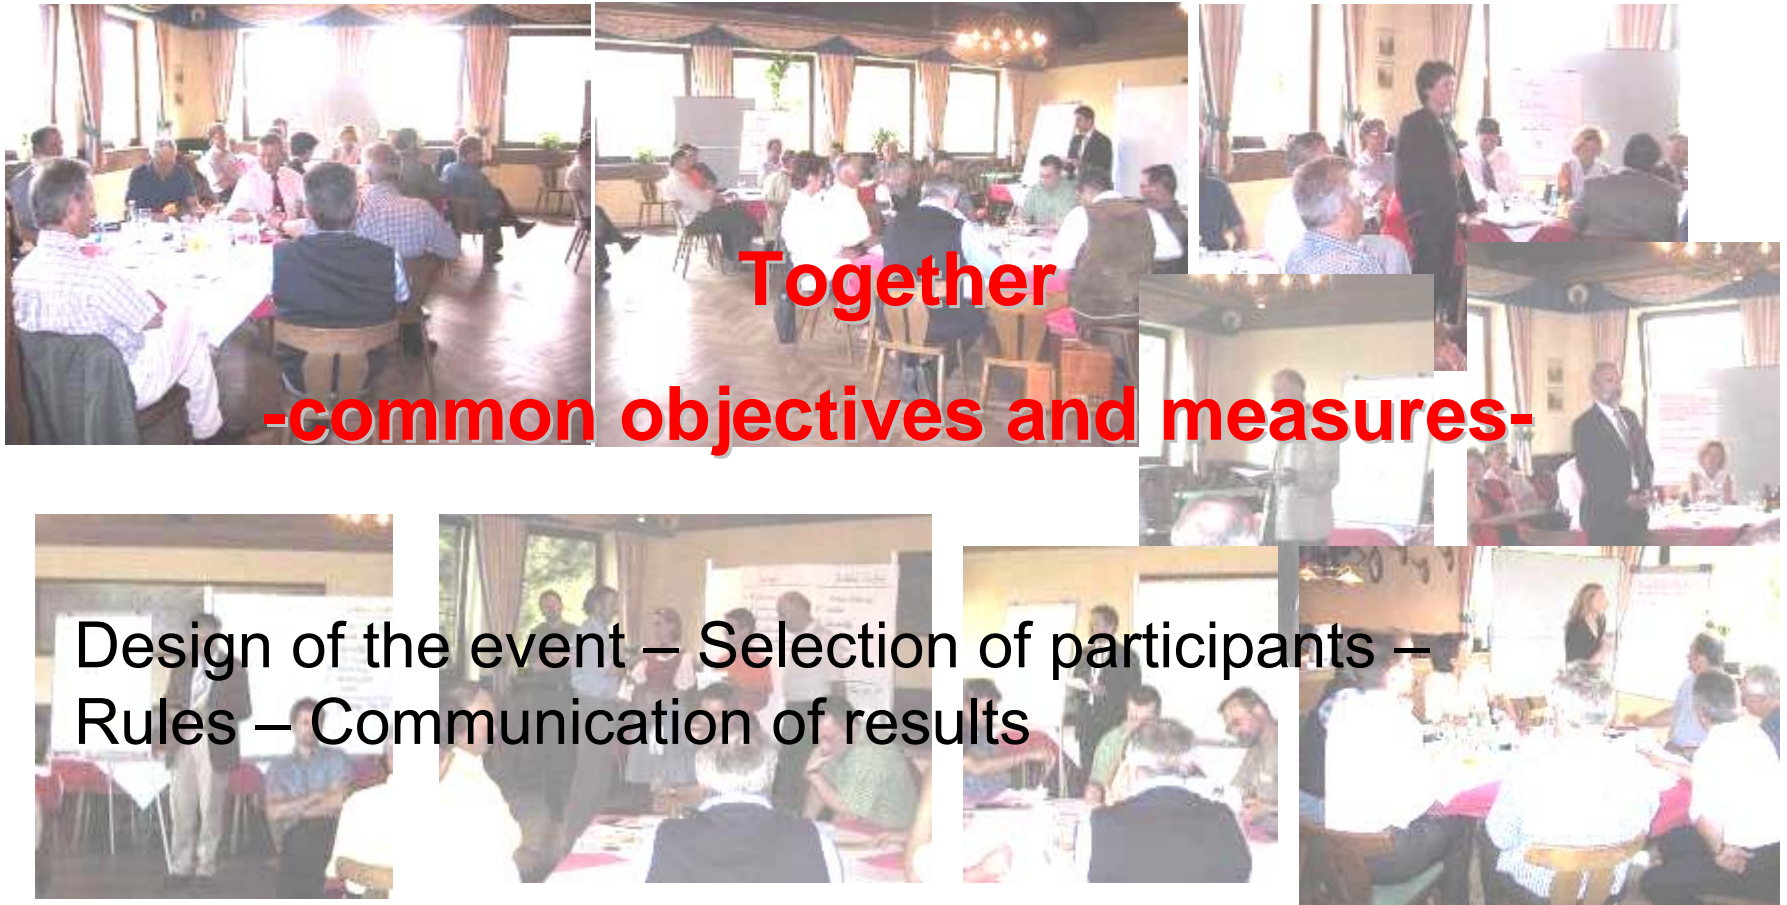 Together
-common objectives and measures-
Design of the event – Selection of participants –
Rules – Communication of results